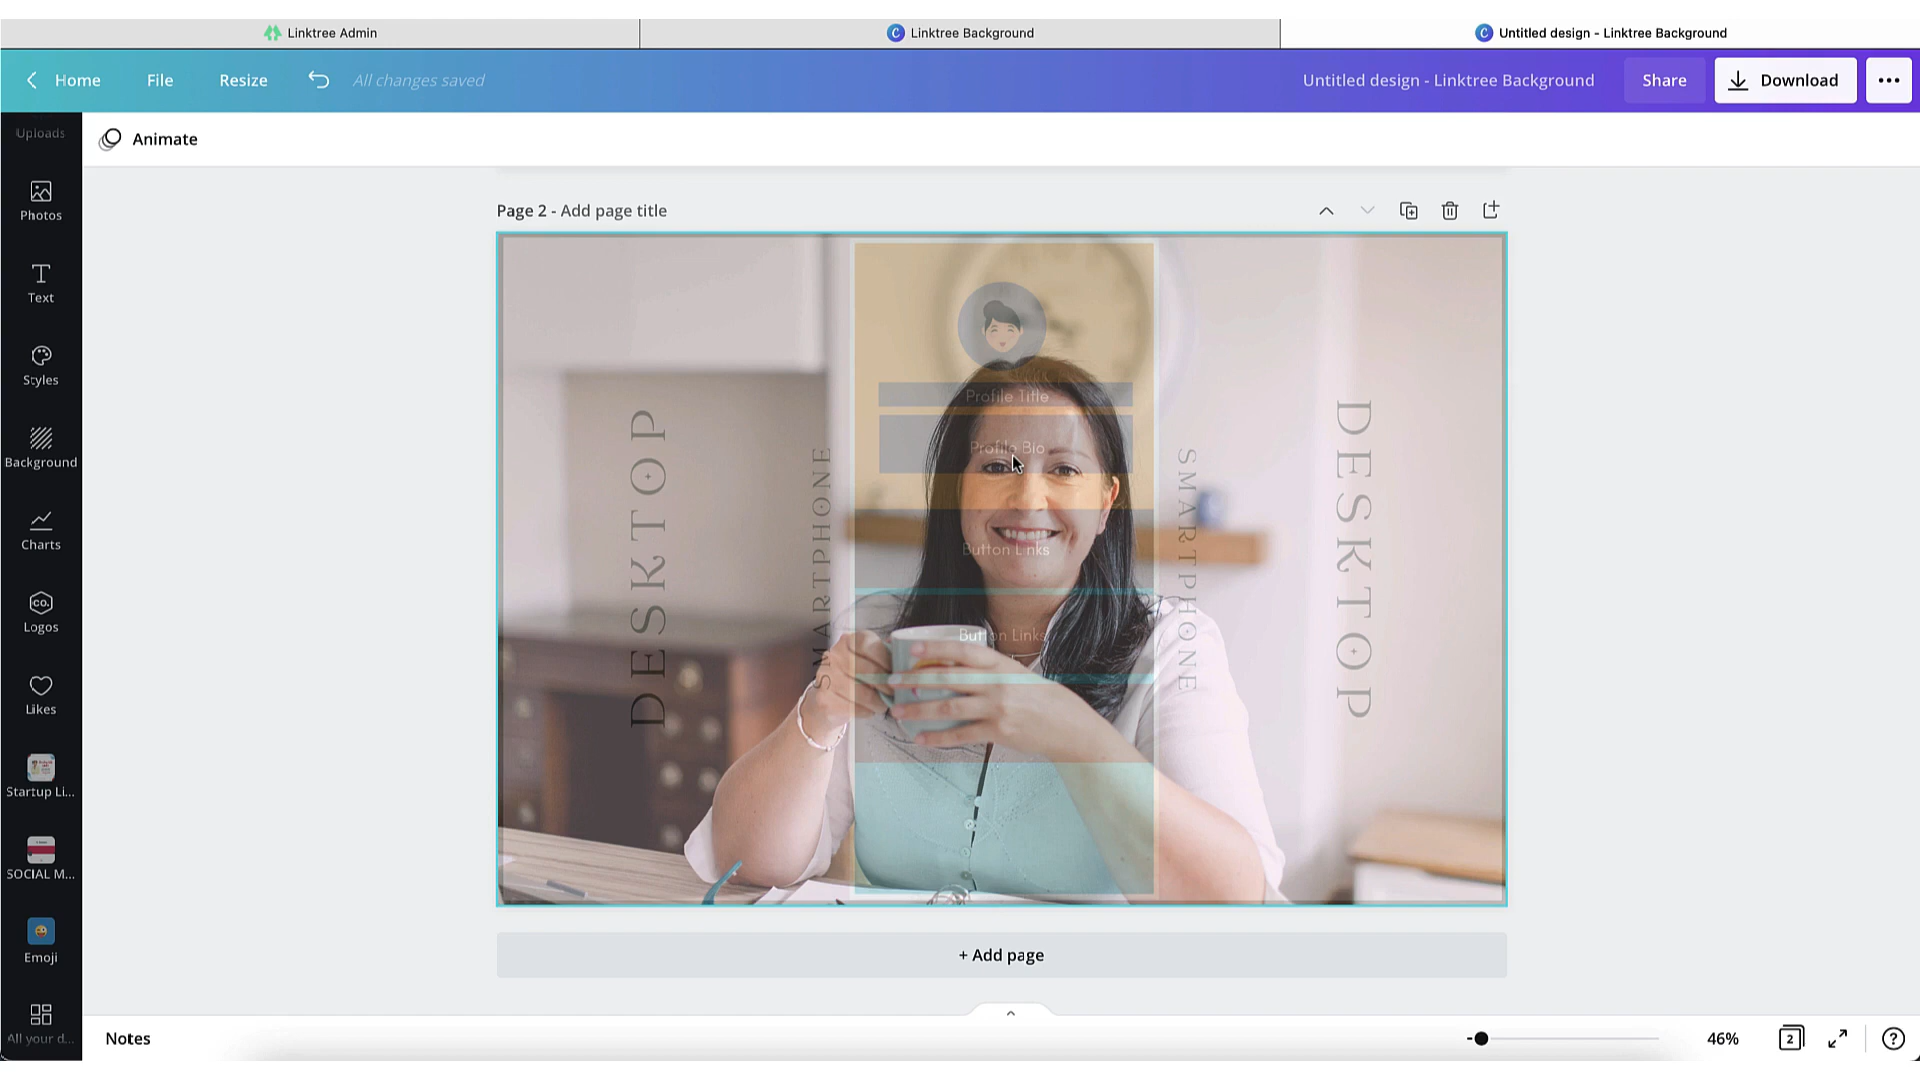 Linktree Admin
Linktree Background
Untitled design - Linktree Background
Home
File
Resize
All changes saved
Untitled design - Linktree Background
Share
Download
Uploads
Animate
Photos
Text
Styles
Background
Charts
Logos
CO.
Likes
Startup Li...
SOCIAL M...
Emoji
All your d...
Page 2 - Add page title
DESKTOP
SMARTPHONE
Profile Title
Profile Bio
Button Links
Button Links
SMARTPHONE
DESKTOP
+ Add page
Notes
46%
2
?